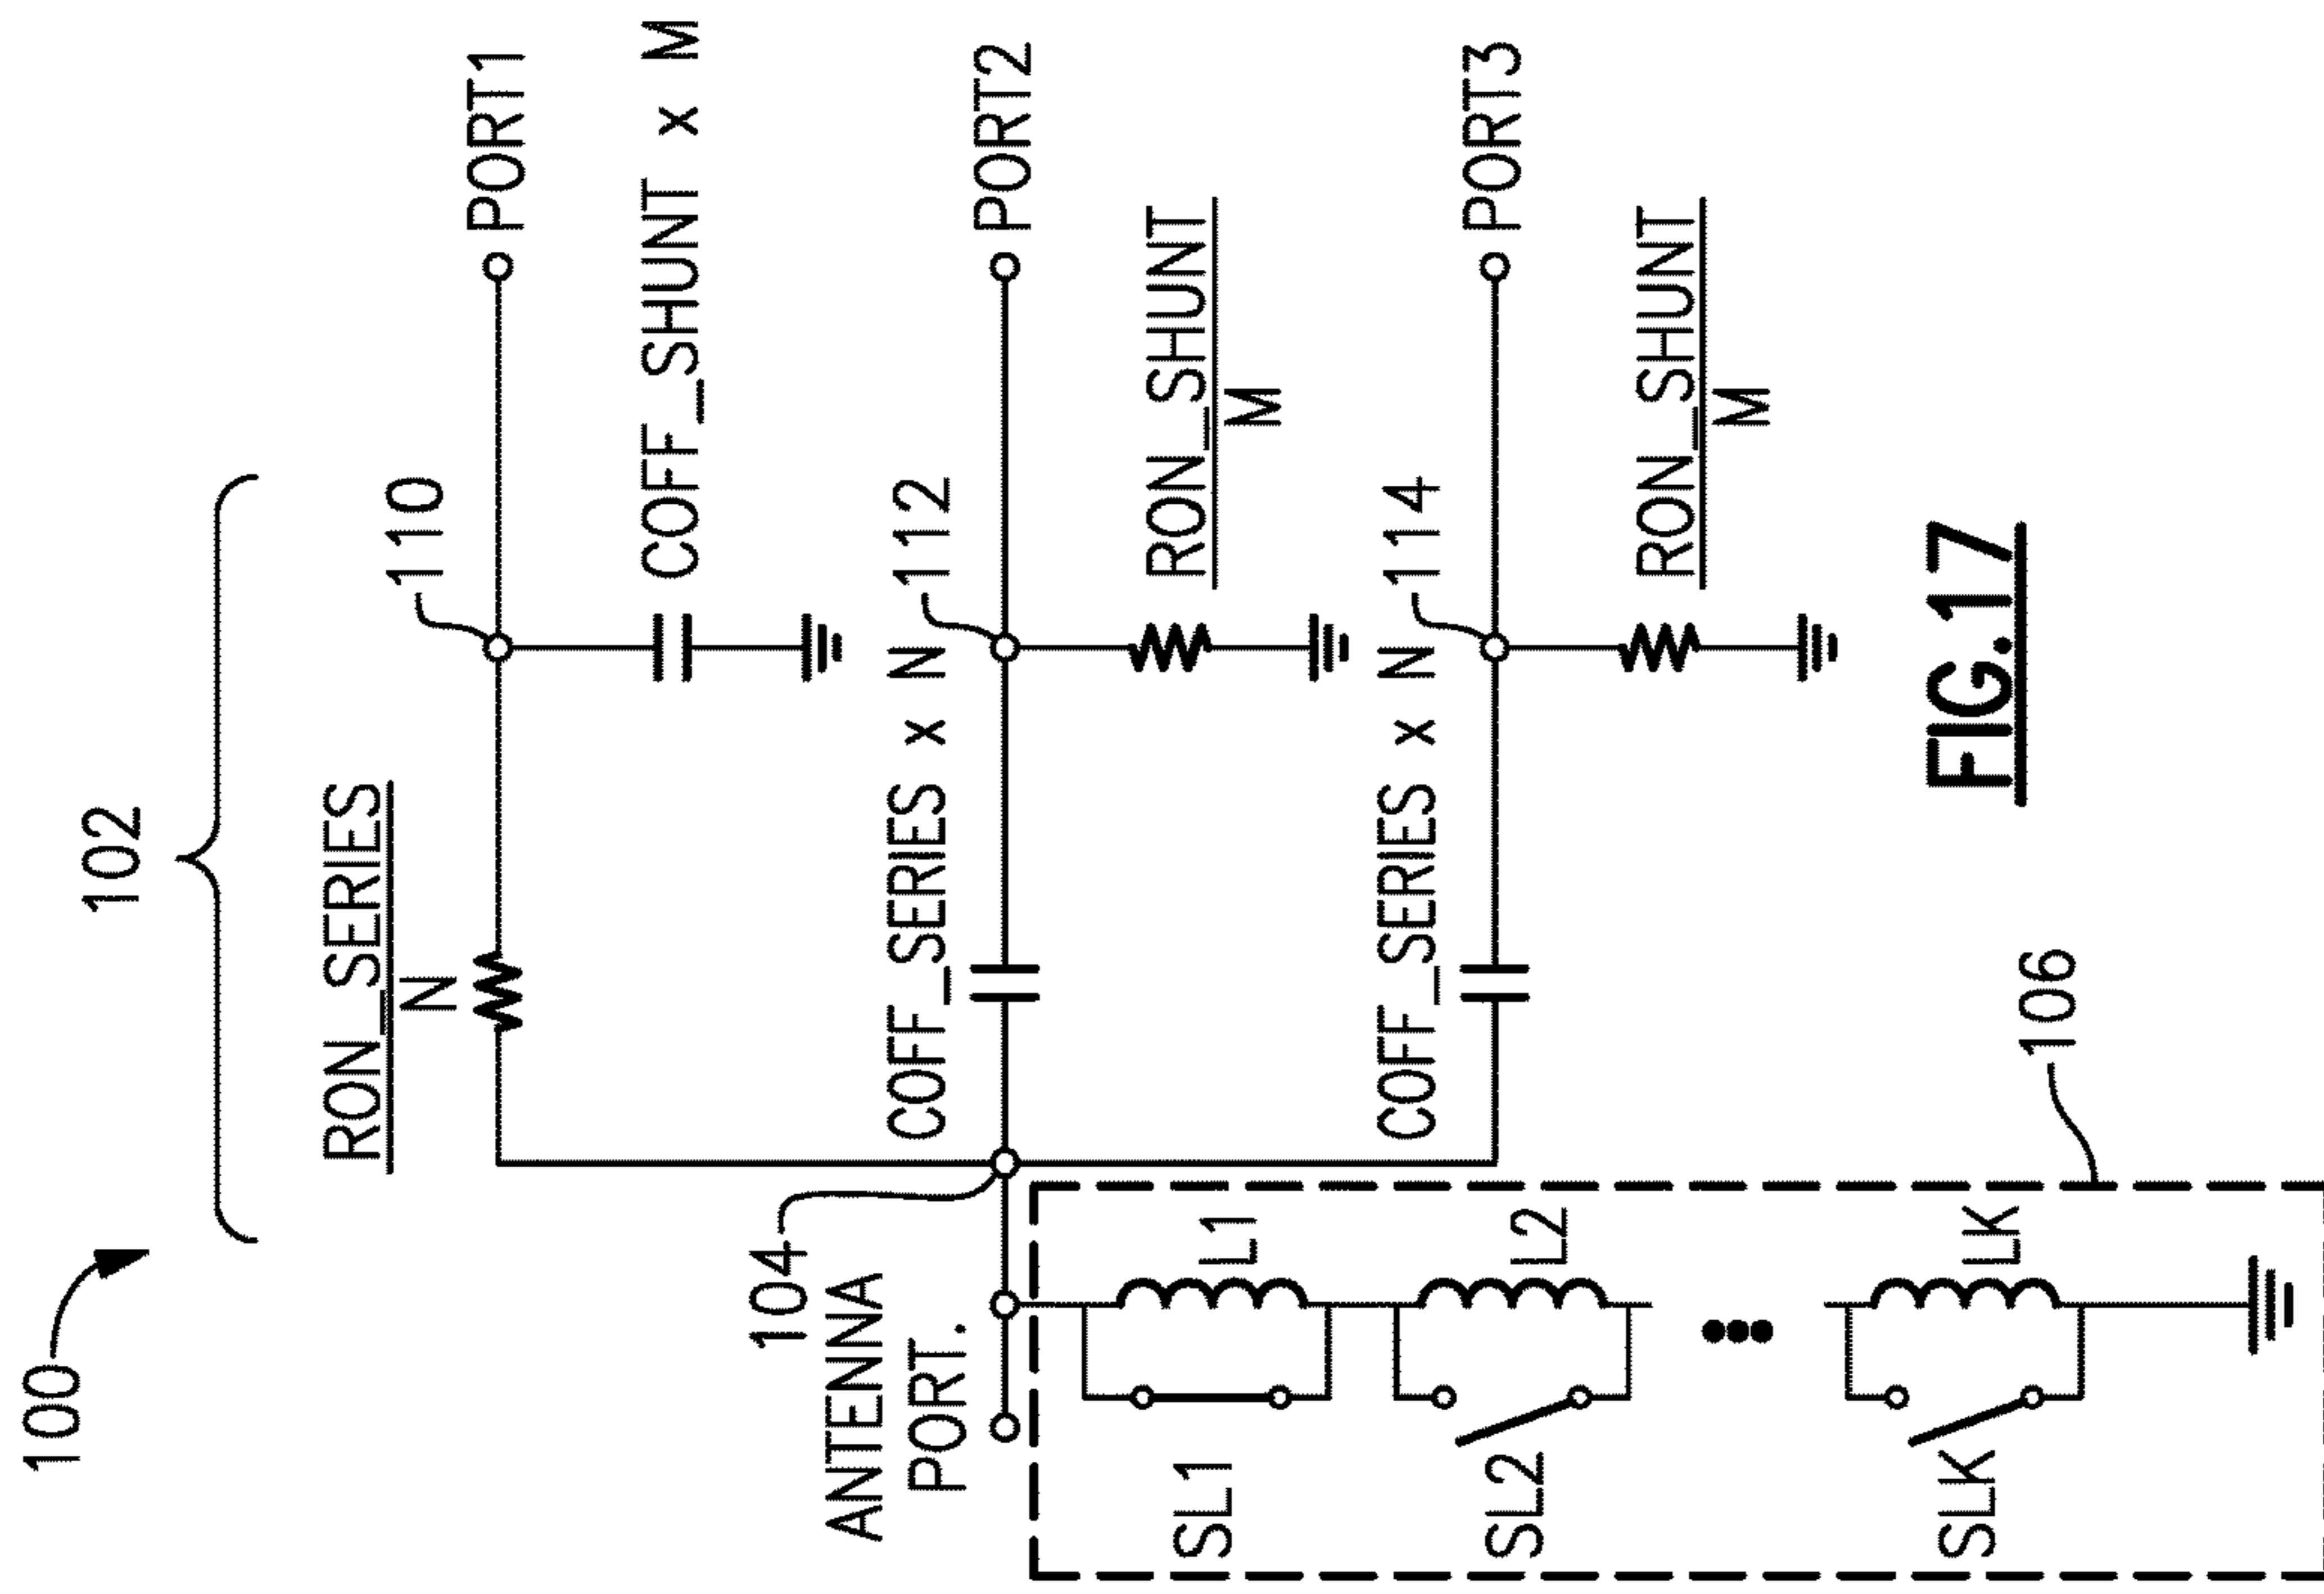 100
102
RON_SERIES
N
110
PORT1
COFF_SHUNT x M
104
ANTENNA
PORT.
COFF_SERIES x N
112
PORT2
RON_SHUNT
M
COFF_SERIES x N
114
PORT3
RON_SHUNT
M
SL1
L1
SL2
L2
SLK
LK
106
FIG.17